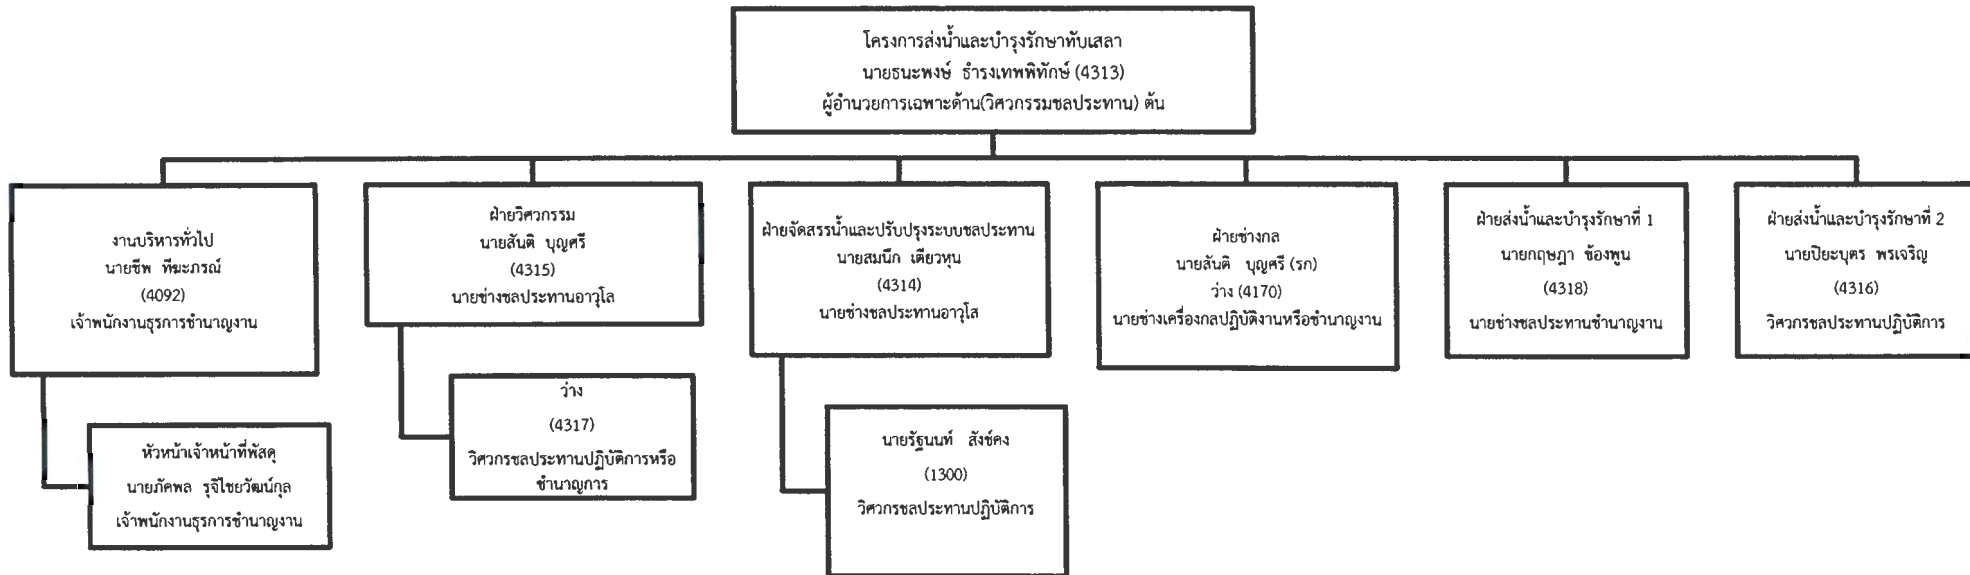 โครงการส่งน้ำและบำรุงรักษาทับเสลา
นายธนะพงษ์ ธำรงเทพพิทักษ์ (4313)
ผู้อำนวยการเฉพาะด้าน(วิศวกรรมชลประทาน) ต้น
งานบริหารทั่วไป
นายชีพ ทีฆะภรณ์
(4092)
เจ้าพนักงานธุรการชำนาญงาน
หัวหน้าเจ้าหน้าที่พัสดุ
นายภัคพล รุจิไชยวัฒน์กุล
เจ้าพนักงานธุรการชำนาญงาน
ฝ่ายวิศวกรรม
นายสันติ บุญศรี
(4315)
นายช่างชลประทานอาวุโส
ว่าง
(4317)
วิศวกรชลประทานปฏิบัติการหรือ
ชำนาญการ
ฝ่ายจัดสรรน้ำและปรับปรุงระบบชลประทาน
นายสมนึก เตียวหุน
(4314)
นายช่างชลประทานอาวุโส
นายรัฐนนท์ สังข์คง
(1300)
วิศวกรชลประทานปฏิบัติการ
ฝ่ายช่างกล
นายสันติ บุญศรี (รก)
ว่าง (4170)
นายช่างเครื่องกลปฏิบัติงานหรือชำนาญงาน
ฝ่ายส่งน้ำและบำรุงรักษาที่ 1
นายกฤษฎา ข้องพูน
(4318)
นายช่างชลประทานชำนาญงาน
ฝ่ายส่งน้ำและบำรุงรักษาที่ 2
นายปิยะบุตร พรเจริญ
(4316)
วิศวกรชลประทานปฏิบัติการ